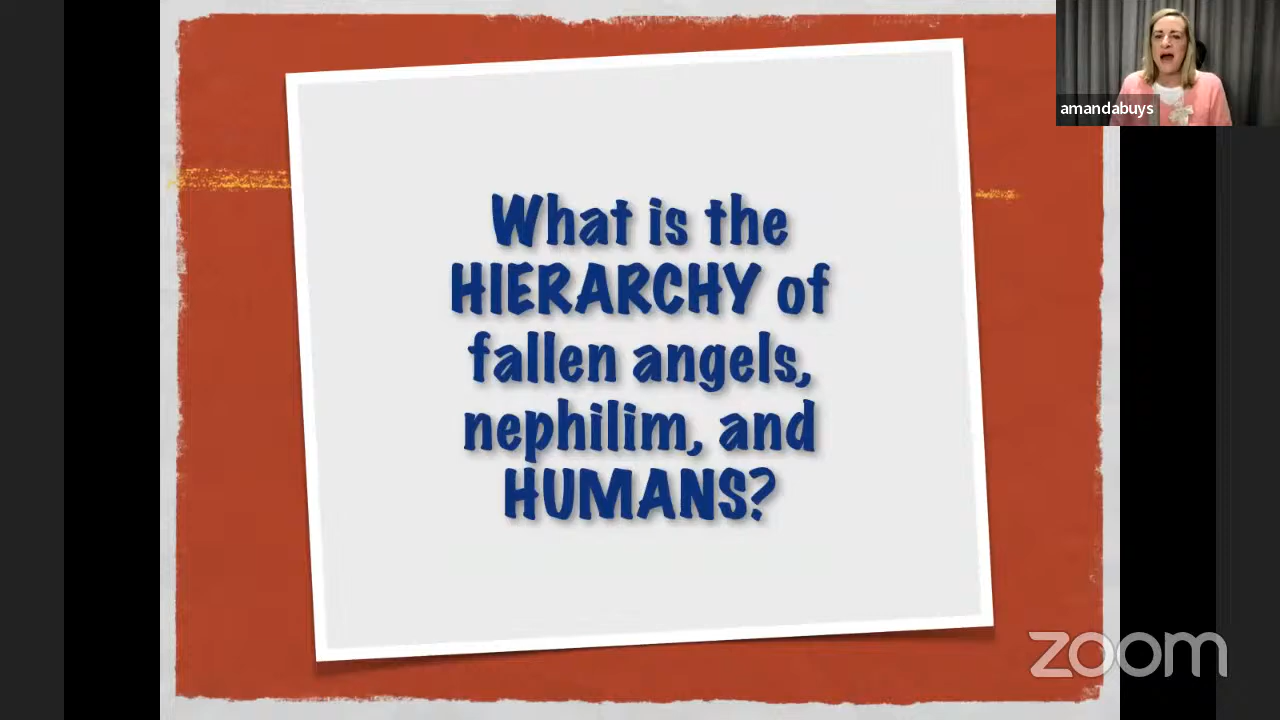 What is the
HIERARCHY of
fallen angels,
nephilim, and
HUMANS?
amandabuys
zoom